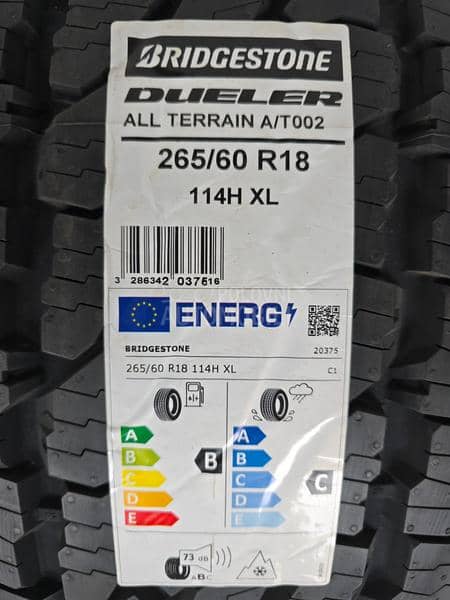 BRIDGESTONE
DUELER
ALL TERRAIN A/T002
265/60 R18
114H XL
3 286342 037516
ENERG
BRIDGESTONE 20375
265/60 R18 114H XL C1
A A
B B B
C C C
D D
E E
73 dB
ABC